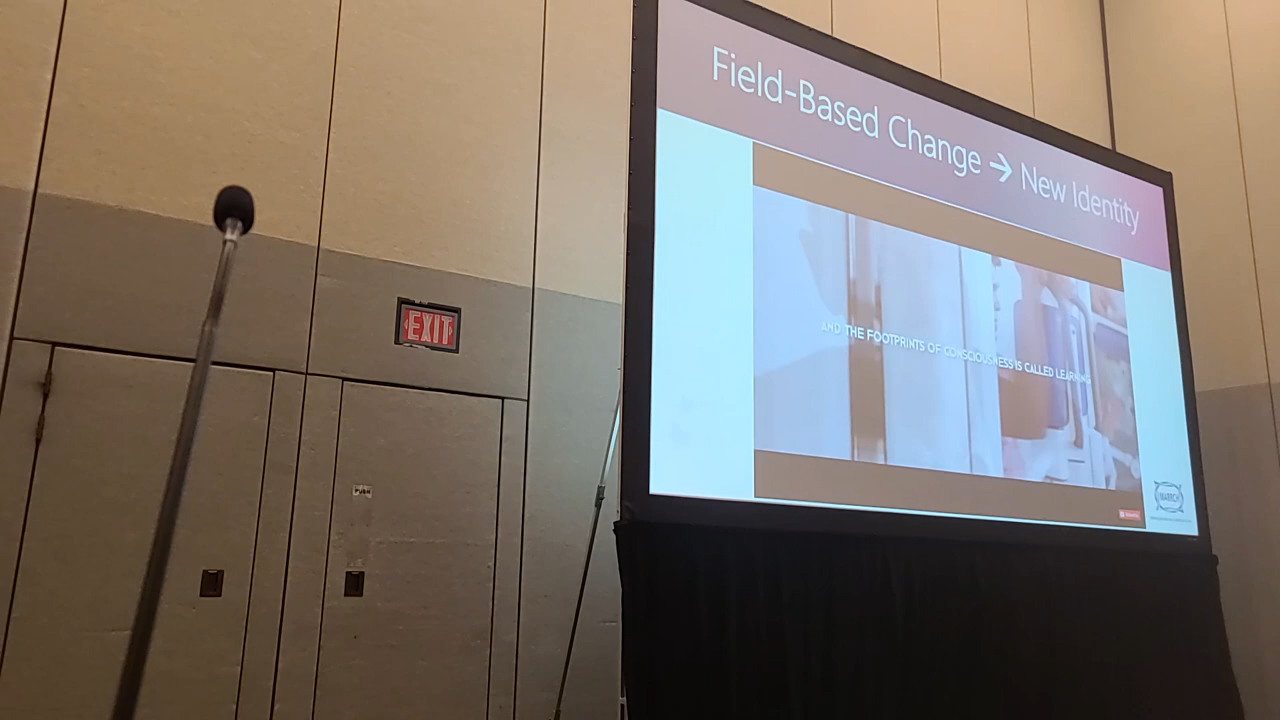 Field-Based Change → New Identity
AND THE FOOTPRINTS OF CONSCIOUSNESS IS CALLED LEARNING
EXIT
PUSH